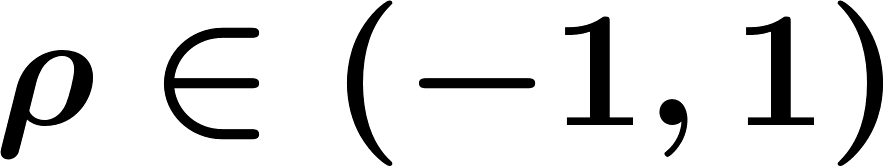 ρ ∈ (−1, 1)